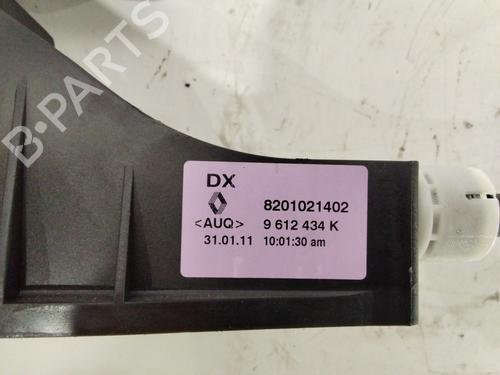 B-PARTS
DX
8201021402
<AUQ> 9 612 434 K
31.01.11 10:01:30 am